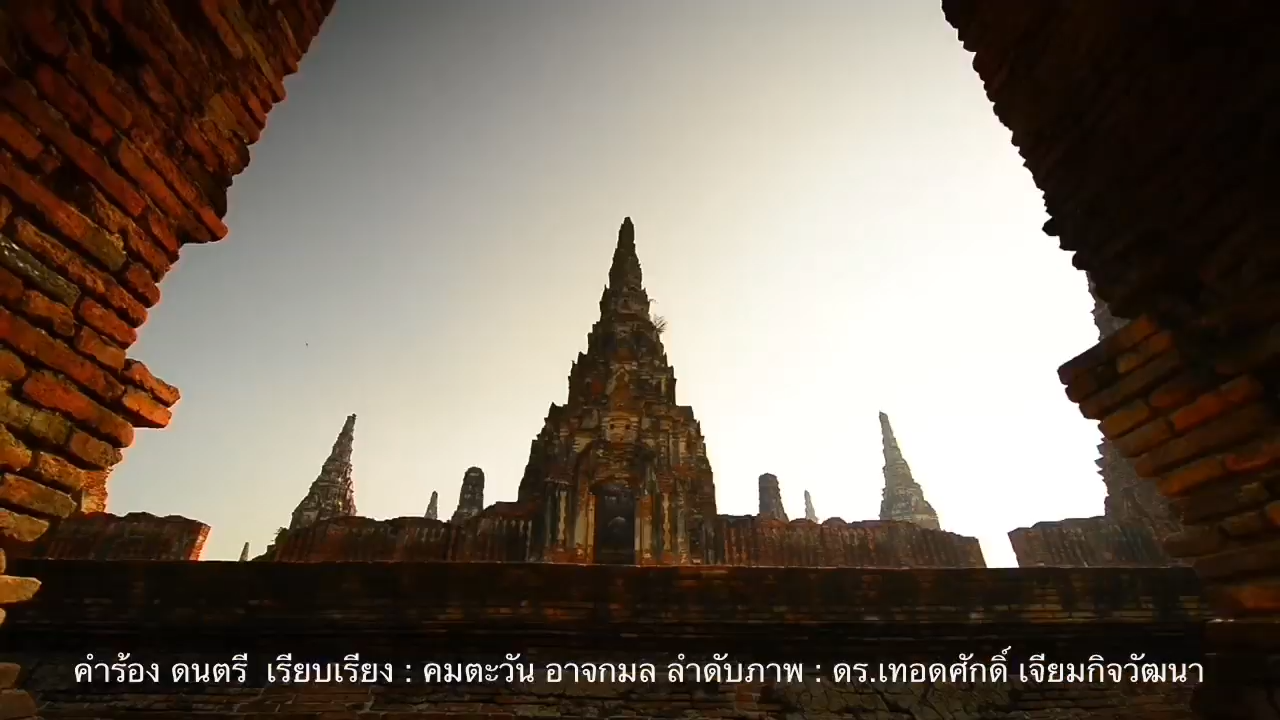 คำร้อง ดนตรี  เรียบเรียง : คมตะวัน อาจกมล ลำดับภาพ : ดร.เทอดศักดิ์ เจียมกิจวัฒนา